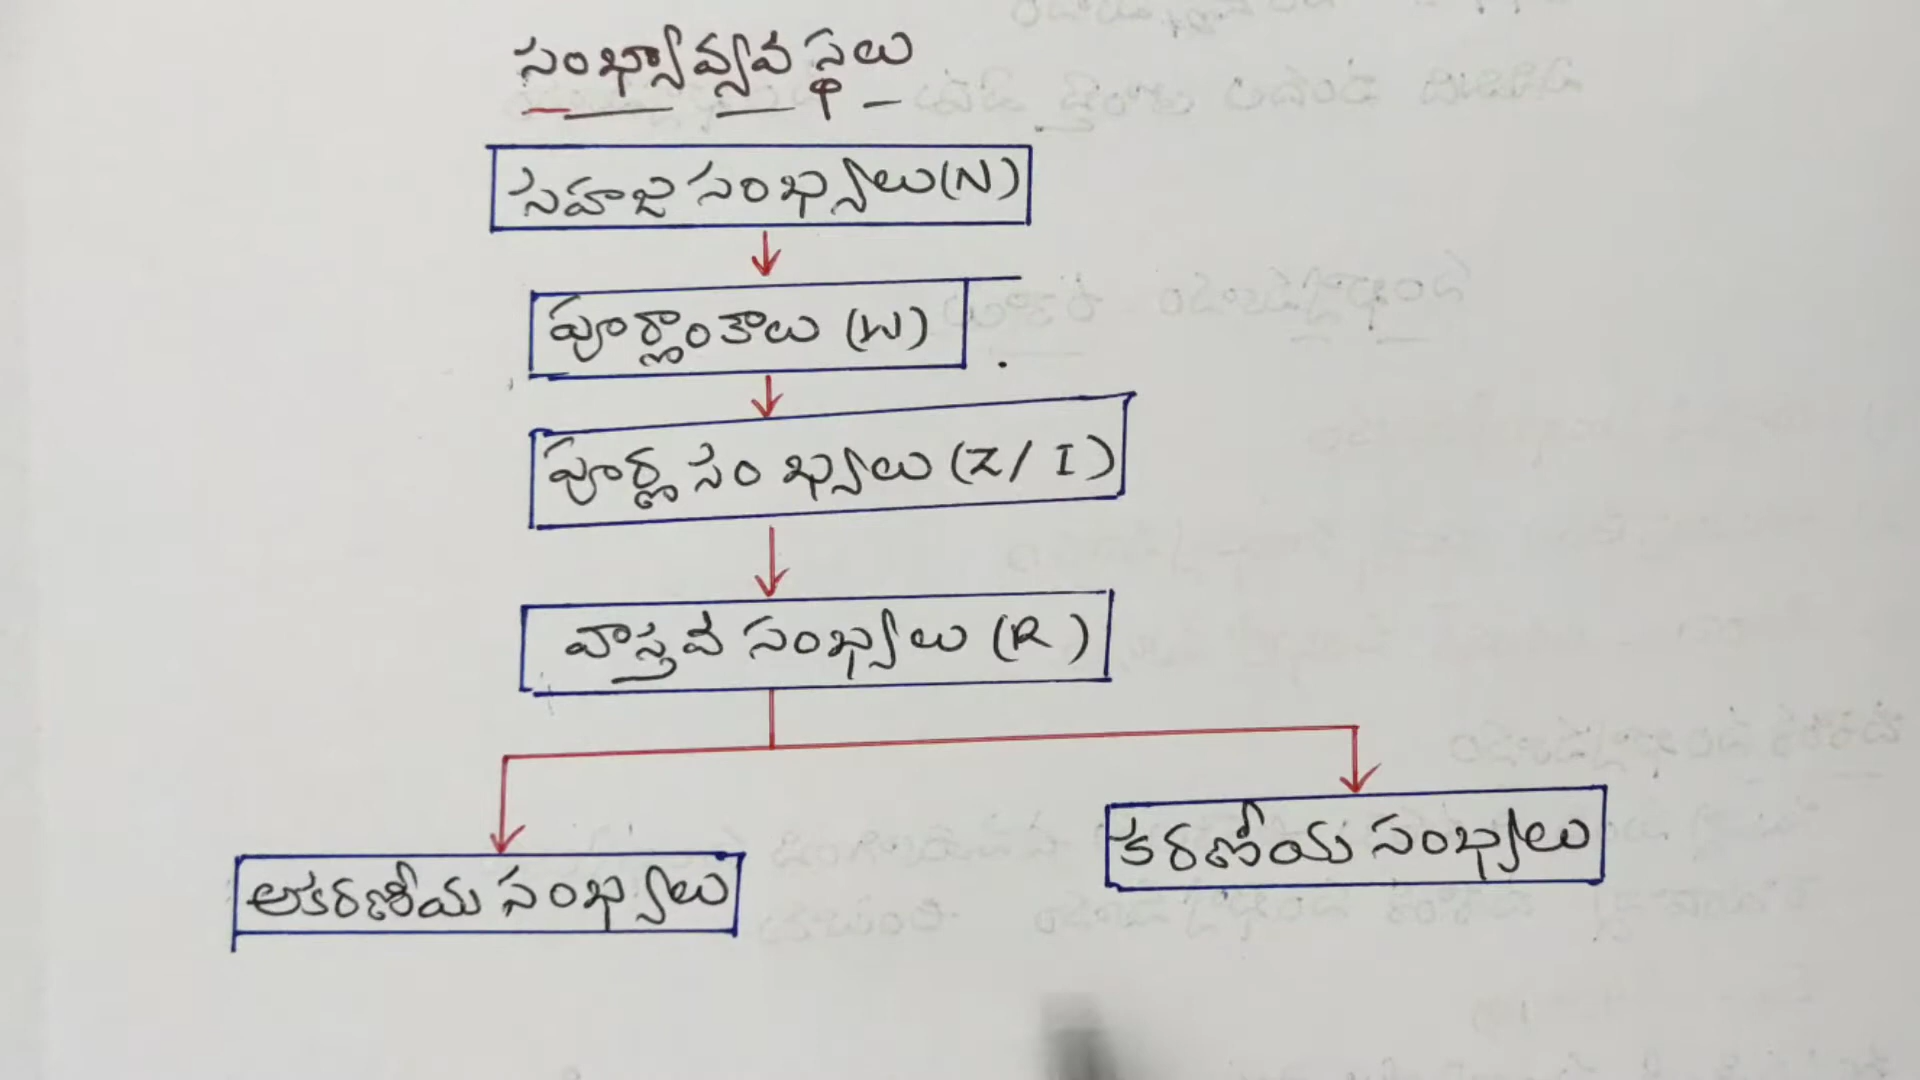 సంఖ్యావ్యవస్థలు
సహజ సంఖ్యలు(N)
పూర్ణాంకాలు (W)
పూర్ణ సంఖ్యలు (Z/I)
వాస్తవ సంఖ్యలు (R)
అకరణీయ సంఖ్యలు
కరణీయ సంఖ్యలు